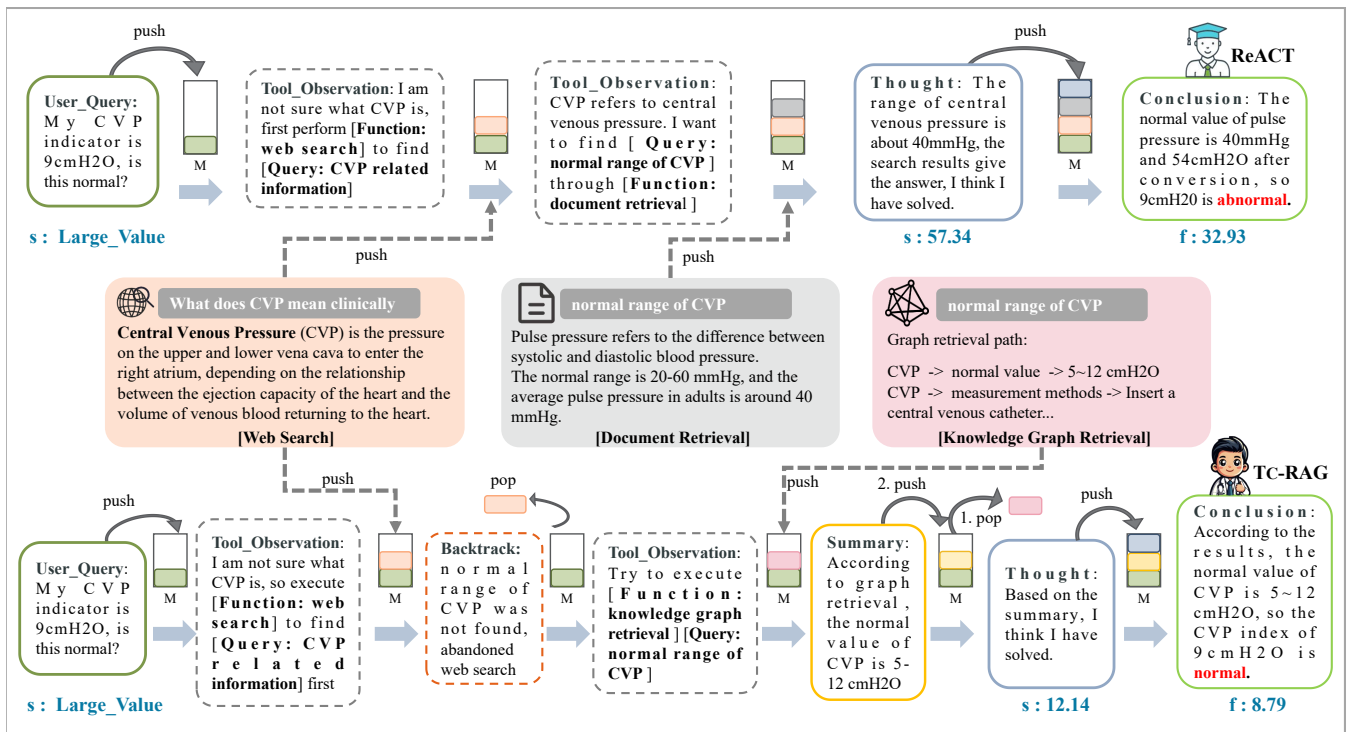 push
User_Query:
My CVP
indicator is
9cmH2O, is
this normal?
s : Large_Value
M
Tool_Observation: I am
not sure what CVP is,
first perform [Function:
web search] to find
[Query: CVP related
information]
M
push
Tool_Observation:
CVP refers to central
venous pressure. I want
to find [ Query:
normal range of CVP ]
through [Function:
document retrieval ]
M
push
Thought: The
range of central
venous pressure is
about 40mmHg, the
search results give
the answer, I think I
have solved.
s : 57.34
push
M
ReACT
Conclusion: The
normal value of pulse
pressure is 40mmHg
and 54cmH2O after
conversion, so
9cmH20 is abnormal.
f : 32.93
What does CVP mean clinically
Central Venous Pressure (CVP) is the pressure
on the upper and lower vena cava to enter the
right atrium, depending on the relationship
between the ejection capacity of the heart and the
volume of venous blood returning to the heart.
[Web Search]
normal range of CVP
Pulse pressure refers to the difference between
systolic and diastolic blood pressure.
The normal range is 20-60 mmHg, and the
average pulse pressure in adults is around 40
mmHg.
[Document Retrieval]
normal range of CVP
Graph retrieval path:
CVP -> normal value -> 5~12 cmH2O
CVP -> measurement methods -> Insert a
central venous catheter...
[Knowledge Graph Retrieval]
push
User_Query:
My CVP
indicator is
9cmH2O, is
this normal?
s : Large_Value
M
Tool_Observation:
I am not sure what
CVP is, so execute
[Function: web
search] to find
[Query: CVP
related
information] first
push
M
pop
Backtrack:
normal
range of
CVP was
not found,
abandoned
web search
M
Tool_Observation:
Try to execute
[ Function :
knowledge graph
retrieval ] [Query:
normal range of
CVP ]
push
M
Summary:
According
to graph
retrieval ,
the normal
value of
CVP is 5-
12 cmH2O
2. push
1. pop
M
Thought:
Based on the
summary, I
think I have
solved.
s : 12.14
push
M
TC-RAG
Conclusion:
According to the
results, the
normal value of
CVP is 5~12
cmH2O, so the
CVP index of
9cmH2O is
normal.
f : 8.79